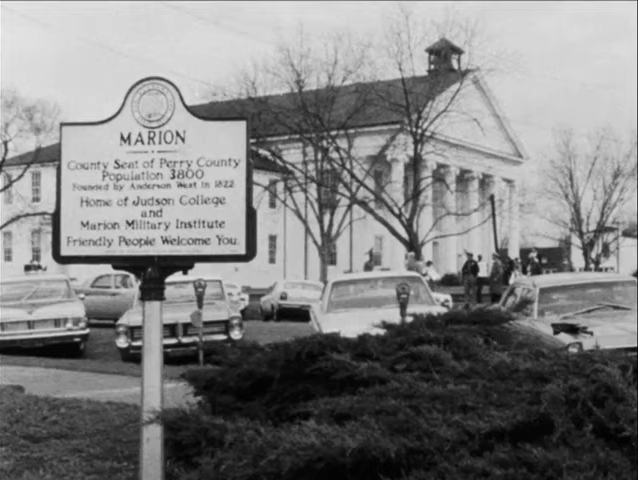 MARION
County Seat of Perry County
Population 3800
Founded by Anderson West in 1822
Home of Judson College
and
Marion Military Institute
Friendly People Welcome You.